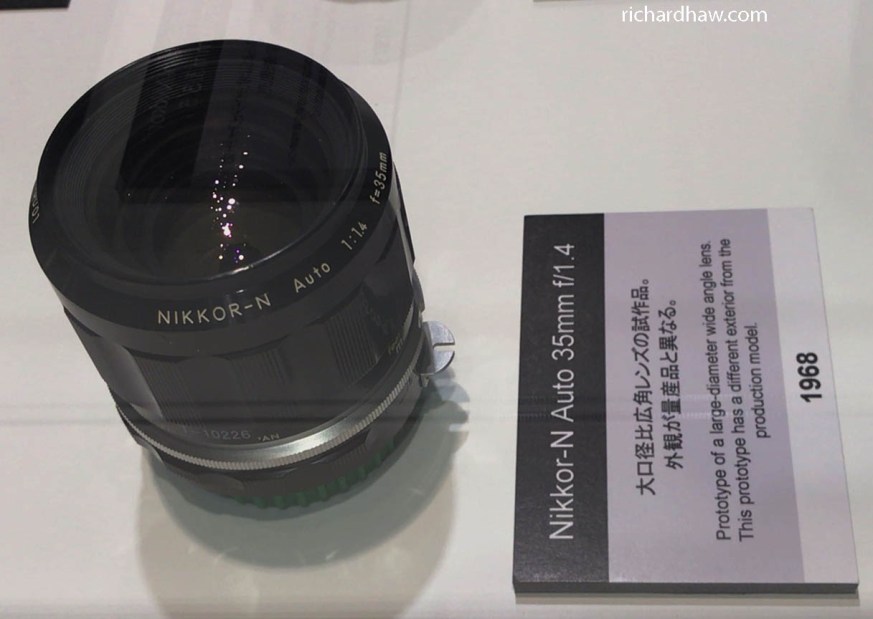 richardhaw.com
NIKKOR-N Auto 1:1.4 f=35mm
10226
Nikkor-N Auto 35mm f/1.4
大口径比広角レンズの試作品。
外観が量産品と異なる。
Prototype of a large-diameter wide angle lens.
This prototype has a different exterior from the
production model.
1968